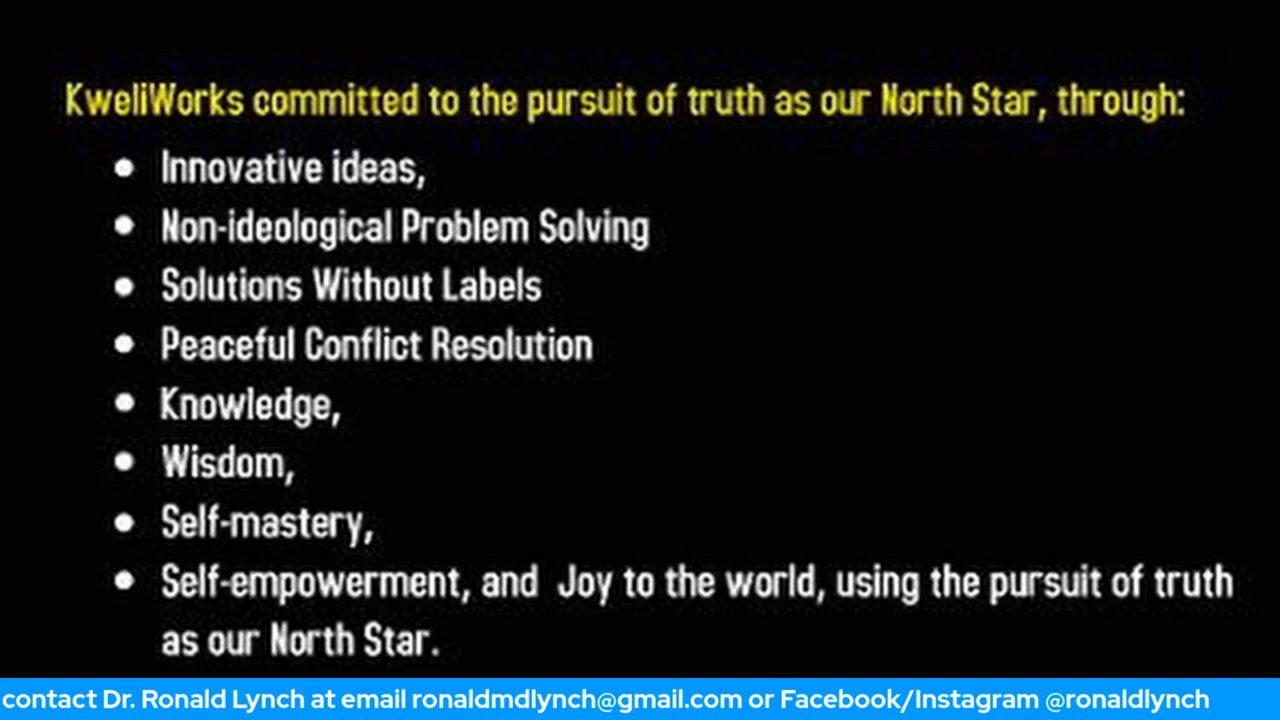 KweliWorks committed to the pursuit of truth as our North Star, through:
• Innovative ideas,
• Non-ideological Problem Solving
• Solutions Without Labels
• Peaceful Conflict Resolution
• Knowledge,
• Wisdom,
• Self-mastery,
• Self-empowerment, and Joy to the world, using the pursuit of truth
as our North Star.
contact Dr. Ronald Lynch at email ronaldmdlynch@gmail.com or Facebook/Instagram @ronaldlynch